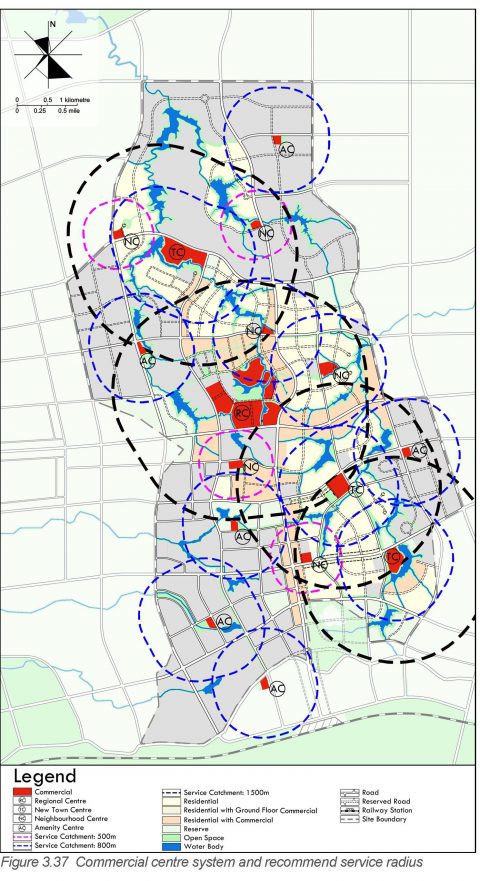 N
0 0.5 1 kilometre
0 0.25 0.5 mile
AC
NC
NC
TC
NC
AC
NC
RC
AC
NC
TC
AC
TC
NC
AC
AC
Legend
Commercial
RC Regional Centre
TC New Town Centre
NC Neighbourhood Centre
AC Amenity Centre
Service Catchment: 500m
Service Catchment: 800m
Service Catchment: 1500m
Residential
Residential with Ground Floor Commercial
Residential with Commercial
Reserve
Open Space
Water Body
Road
Reserved Road
Railway Station
Site Boundary
Figure 3.37 Commercial centre system and recommend service radius